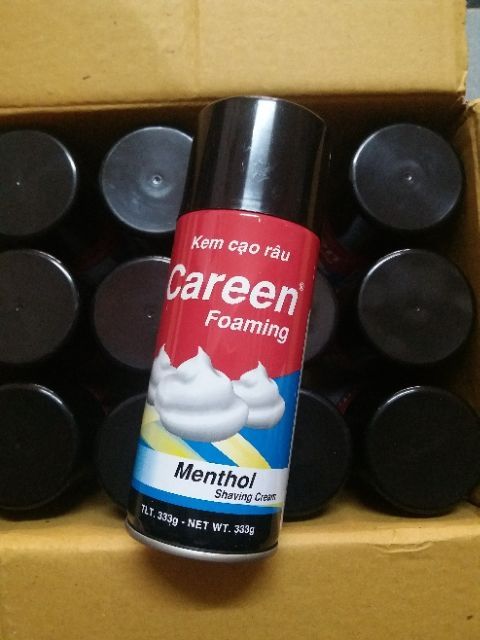 Kem cạo râu
Careen®
Foaming
Menthol
Shaving Cream
TLT. 333g - NET WT. 333g